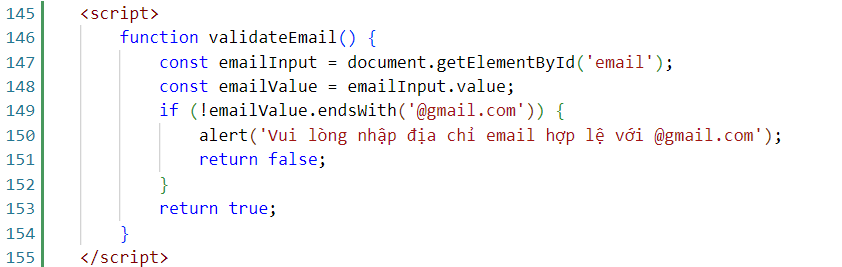 145 <script>
146 function validateEmail() {
147 const emailInput = document.getElementById('email');
148 const emailValue = emailInput.value;
149 if (!emailValue.endsWith('@gmail.com')) {
150 alert('Vui lòng nhập địa chỉ email hợp lệ với @gmail.com');
151 return false;
152 }
153 return true;
154 }
155 </script>